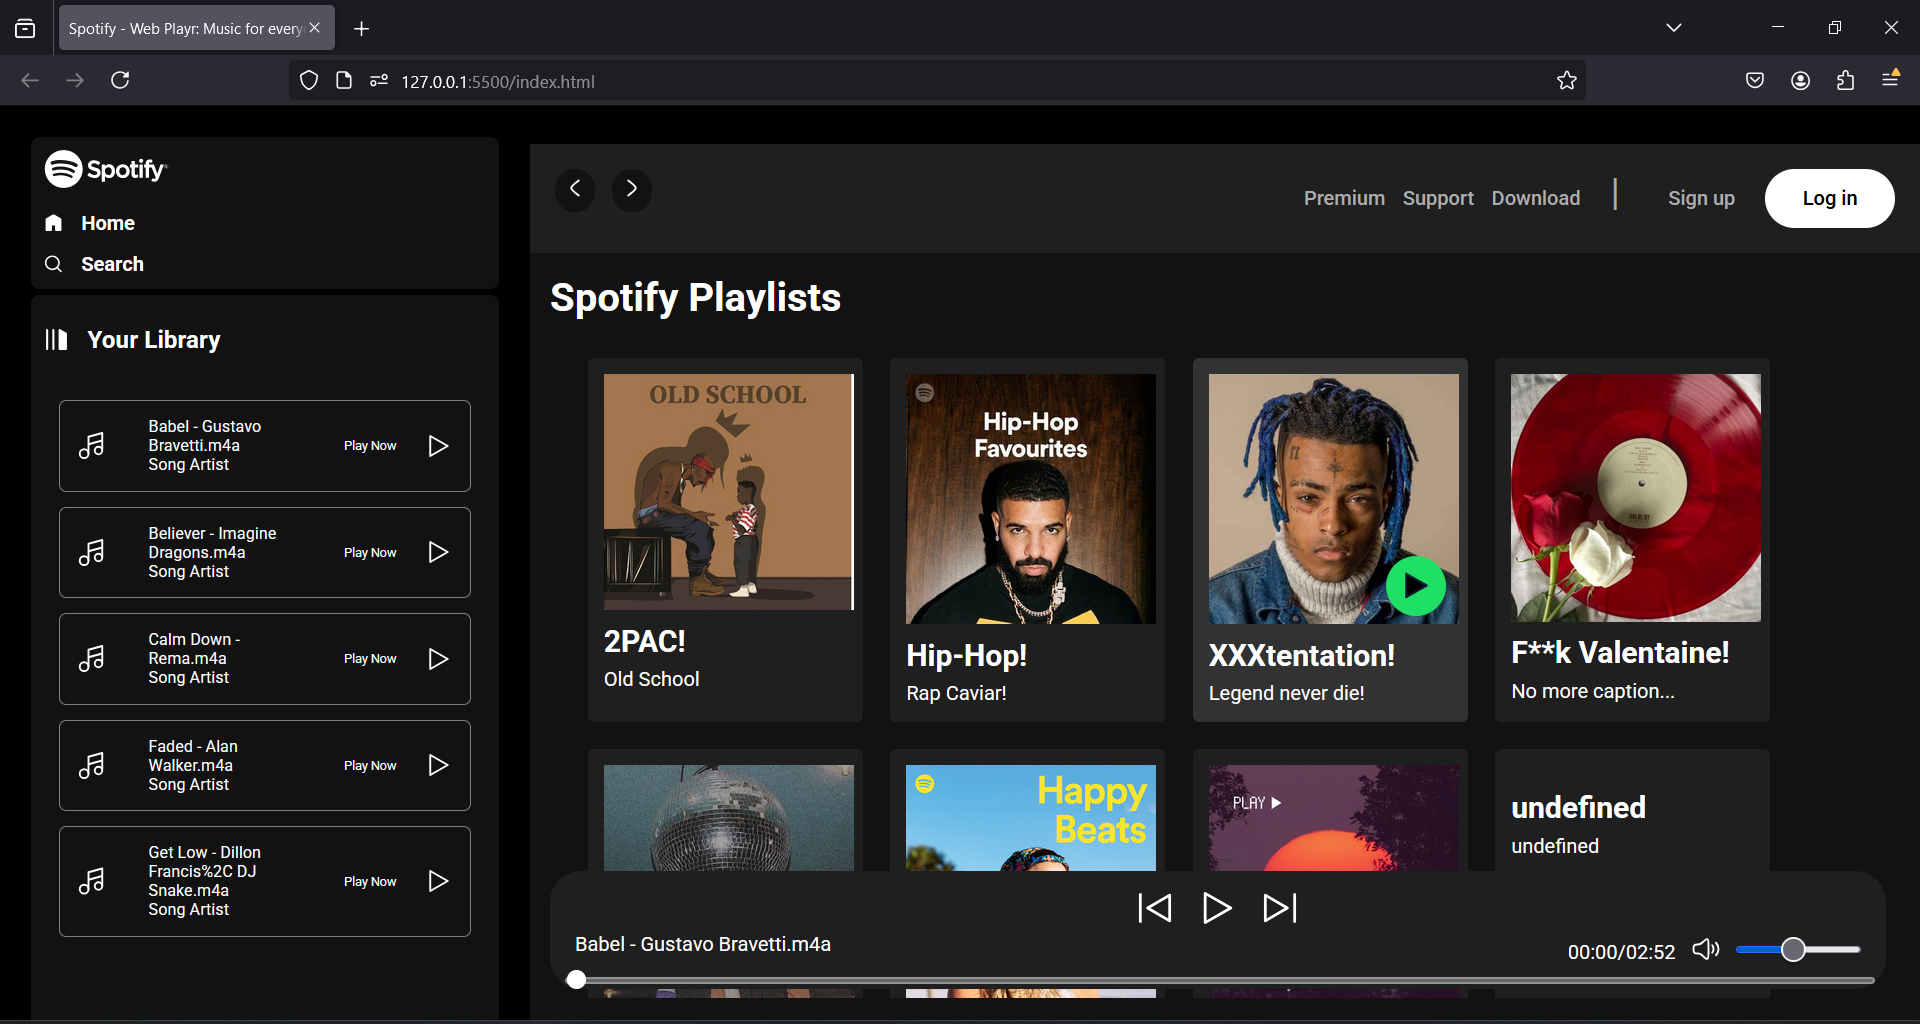 Spotify - Web Playr: Music for every
127.0.0.1:5500/index.html
Spotify
Home
Search
Your Library
Babel - Gustavo
Bravetti.m4a
Song Artist
Play Now
Believer - Imagine
Dragons.m4a
Song Artist
Play Now
Calm Down -
Rema.m4a
Song Artist
Play Now
Faded - Alan
Walker.m4a
Song Artist
Play Now
Get Low - Dillon
Francis%2C DJ
Snake.m4a
Song Artist
Play Now
Premium Support Download | Sign up Log in
Spotify Playlists
OLD SCHOOL
2PAC!
Old School
Hip-Hop
Favourites
Hip-Hop!
Rap Caviar!
XXXtentation!
Legend never die!
F**k Valentaine!
No more caption...
Happy
Beats
PLAY
undefined
undefined
Babel - Gustavo Bravetti.m4a
00:00/02:52